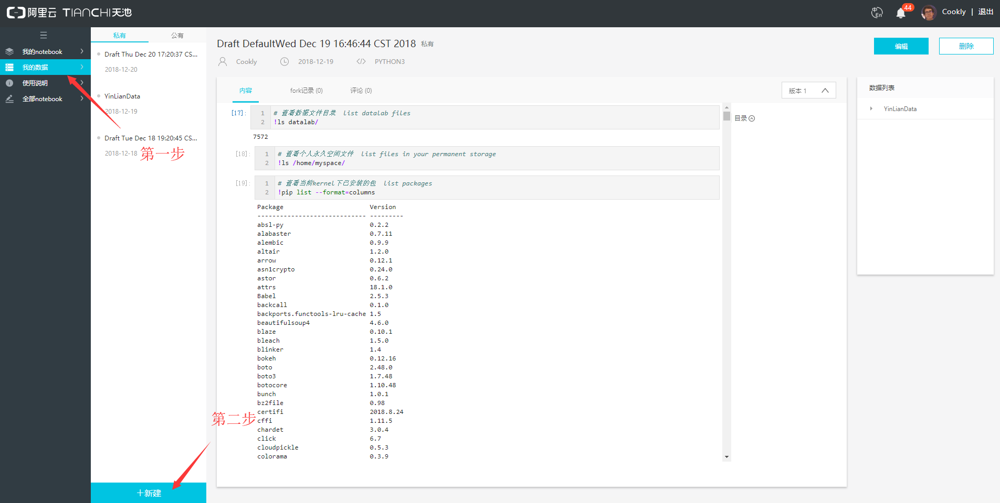 阿里云 TIANCHI天池
中 En
44
Cookly | 退出
我的notebook
我的数据
使用说明
全部notebook
私有 公有
Draft Thu Dec 20 17:20:37 CS...
2018-12-20
YinLianData
2018-12-19
Draft Tue Dec 18 19:20:45 CS...
2018-12-18
第一步
第二步
+新建
Draft DefaultWed Dec 19 16:46:44 CST 2018 私有
编辑 删除
Cookly 2018-12-19 </> PYTHON3
内容 fork记录 (0) 评论 (0) 版本 1
[17]: 1 # 查看数据文件目录 list datalab files
2 !ls datalab/
7572
[18]: 1 # 查看个人永久空间文件 list files in your permanent storage
2 !ls /home/myspace/
[19]: 1 # 查看当前kernel下已安装的包 list packages
2 !pip list --format=columns
Package Version
----------------------------- ---------
absl-py 0.2.2
alabaster 0.7.11
alembic 0.9.9
altair 1.2.0
arrow 0.12.1
asn1crypto 0.24.0
astor 0.6.2
attrs 18.1.0
Babel 2.5.3
backcall 0.1.0
backports.functools-lru-cache 1.5
beautifulsoup4 4.6.0
blaze 0.10.1
bleach 1.5.0
blinker 1.4
bokeh 0.12.16
boto 2.48.0
boto3 1.7.48
botocore 1.10.48
bunch 1.0.1
bz2file 0.98
certifi 2018.8.24
cffi 1.11.5
chardet 3.0.4
click 6.7
cloudpickle 0.5.3
colorama 0.3.9
目录
数据列表
YinLianData